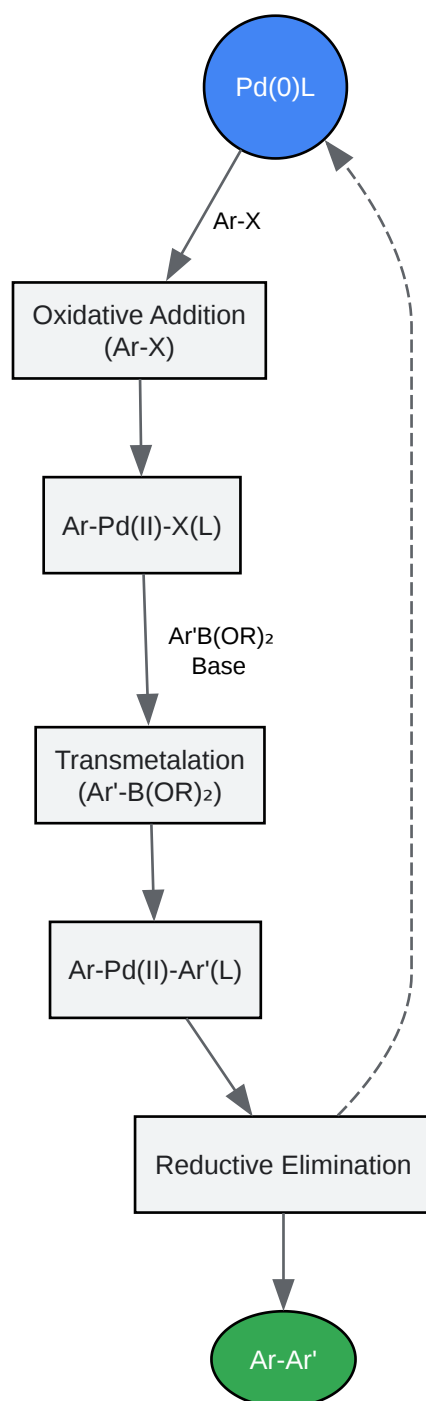 Pd(0)L
Ar-X
Oxidative Addition
(Ar-X)
Ar-Pd(II)-X(L)
Ar'B(OR)₂
Base
Transmetalation
(Ar'-B(OR)₂)
Ar-Pd(II)-Ar'(L)
Reductive Elimination
Ar-Ar'